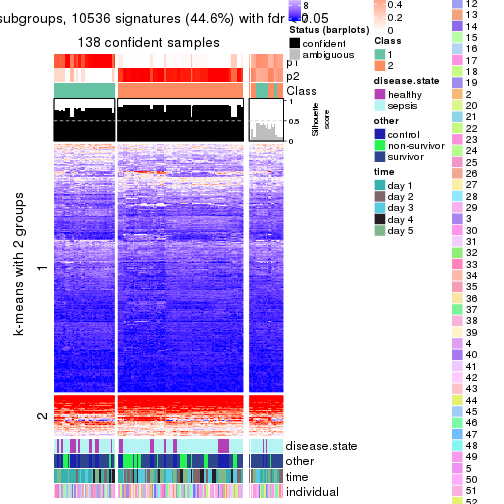 subgroups, 10536 signatures (44.6%) with fdr < 0.05
138 confident samples
p1
p2
Class
1
0.5
0
Silhouette
score
k-means with 2 groups
1
2
disease.state
other
time
individual
8
0
Status (barplots)
confident
ambiguous
0.4
0.2
0
Class
1
2
disease.state
healthy
sepsis
other
control
non-survivor
survivor
time
day 1
day 2
day 3
day 4
day 5
12
13
14
15
16
17
18
19
2
20
21
22
23
24
25
26
27
28
29
3
30
31
32
33
34
35
36
37
38
39
4
40
41
42
43
44
45
46
47
48
49
5
50
51
52